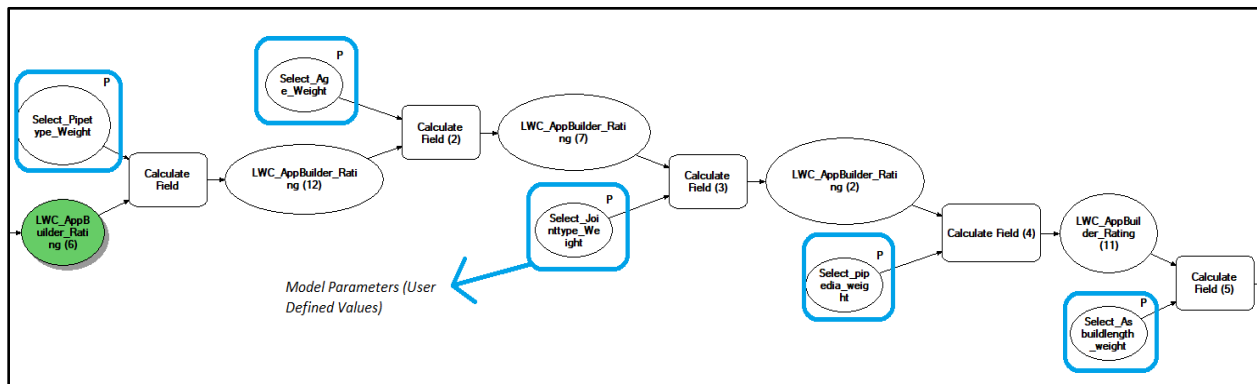 P
Select_Pipet
ype_Weight
LWC_AppB
uilder_Rati
ng (6)
Calculate
Field
P
Select_Ag
e_Weight
LWC_AppBuilder_Rati
ng (12)
Calculate
Field (2)
LWC_AppBuilder_Rati
ng (7)
P
Select_Joi
nttype_We
ight
Model Parameters (User
Defined Values)
Calculate
Field (3)
LWC_AppBuilder_Rati
ng (2)
P
Select_pip
edia_weig
ht
Calculate Field (4)
LWC_AppBuil
der_Rating
(11)
P
Select_As
buildlength
_weight
Calculate
Field (5)